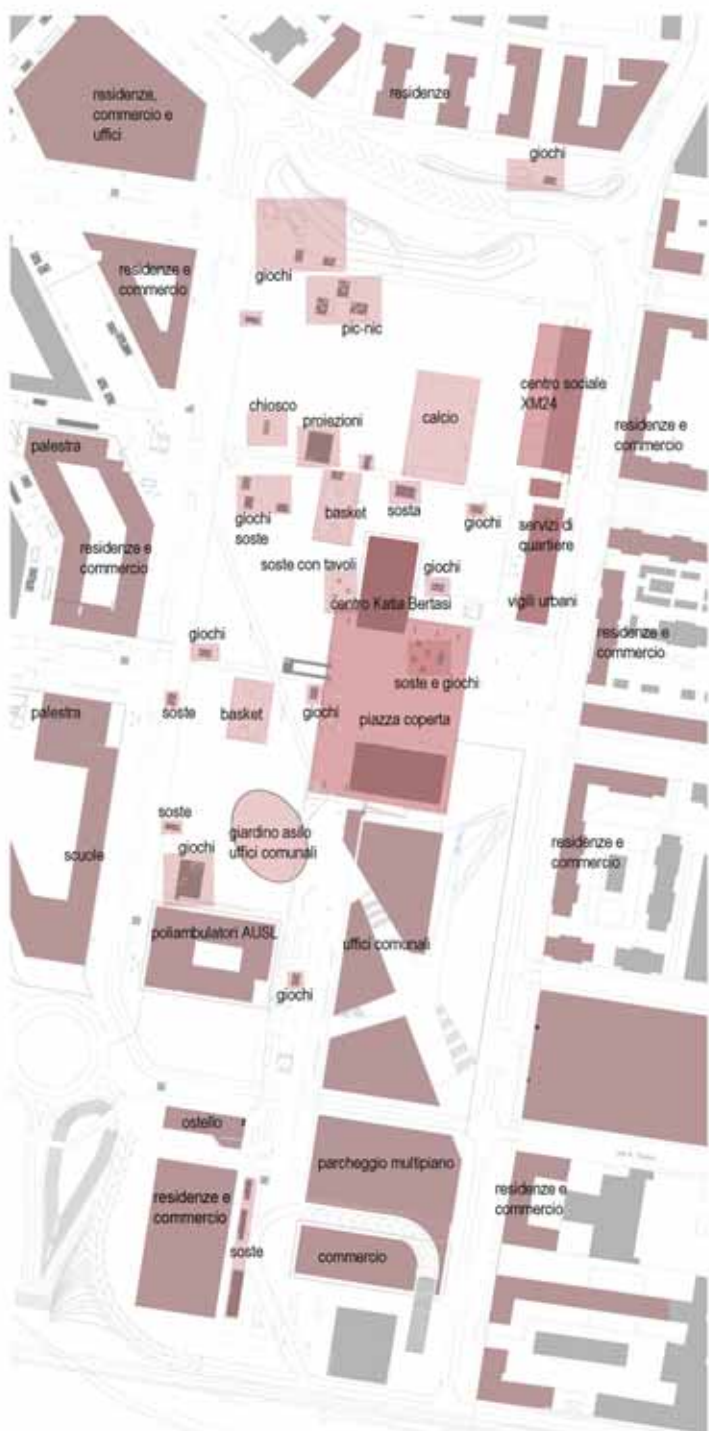 residenze,
commercio e
uffici
residenze
giochi
residenze e
commercio
giochi
pic-nic
centro sociale
XM24
chiosco
proiezioni
calcio
residenze e
commercio
palestra
giochi
soste
basket
sosta
giochi
servizi di
quartiere
residenze e
commercio
soste con tavoli
giochi
centro Katia Bertasi
vigili urbani
residenze e
commercio
giochi
soste e giochi
palestra
soste
basket
giochi
piazza coperta
soste
giardino asilo
uffici comunali
giochi
scuole
residenze e
commercio
poliambulatori AUSL
uffici comunali
giochi
ostello
parcheggio multipiano
residenze e
commercio
residenze e
commercio
soste
commercio